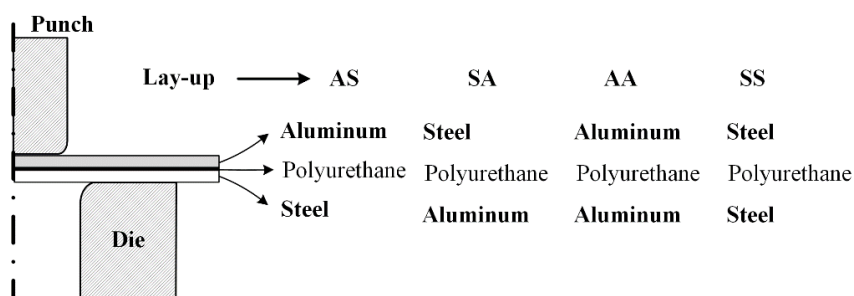 Punch
Lay-up AS SA AA SS
Aluminum Steel Aluminum Steel
Polyurethane Polyurethane Polyurethane Polyurethane
Steel Aluminum Aluminum Steel
Die